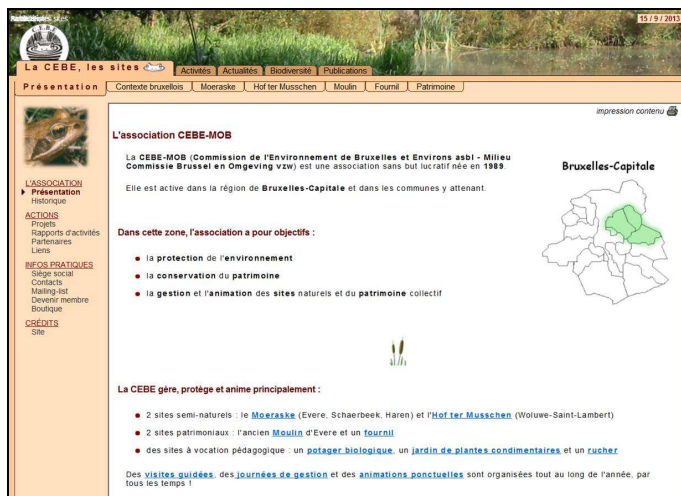 15 / 9 / 2013
C.E.B.E.
La CEBE, les sites
Activités
Actualités
Biodiversité
Publications
Présentation
Contexte bruxellois
Moeraske
Hof ter Musschen
Moulin
Fournil
Patrimoine
impression contenu
L'ASSOCIATION
Présentation
Historique
ACTIONS
Projets
Rapports d'activités
Partenaires
Liens
INFOS PRATIQUES
Siège social
Contacts
Mailing-list
Devenir membre
Boutique
CRÉDITS
Site
L'association CEBE-MOB
La CEBE-MOB (Commission de l'Environnement de Bruxelles et Environs asbl - Milieu
Commissie Brussel en Omgeving vzw) est une association sans but lucratif née en 1989.
Elle est active dans la région de Bruxelles-Capitale et dans les communes y attenant.
Bruxelles-Capitale
Dans cette zone, l'association a pour objectifs :
la protection de l'environnement
la conservation du patrimoine
la gestion et l'animation des sites naturels et du patrimoine collectif
La CEBE gère, protège et anime principalement :
2 sites semi-naturels : le Moeraske (Evere, Schaerbeek, Haren) et l'Hof ter Musschen (Woluwe-Saint-Lambert)
2 sites patrimoniaux : l'ancien Moulin d'Evere et un fournil
des sites à vocation pédagogique : un potager biologique, un jardin de plantes condimentaires et un rucher
Des visites guidées, des journées de gestion et des animations ponctuelles sont organisées tout au long de l'année, par
tous les temps !